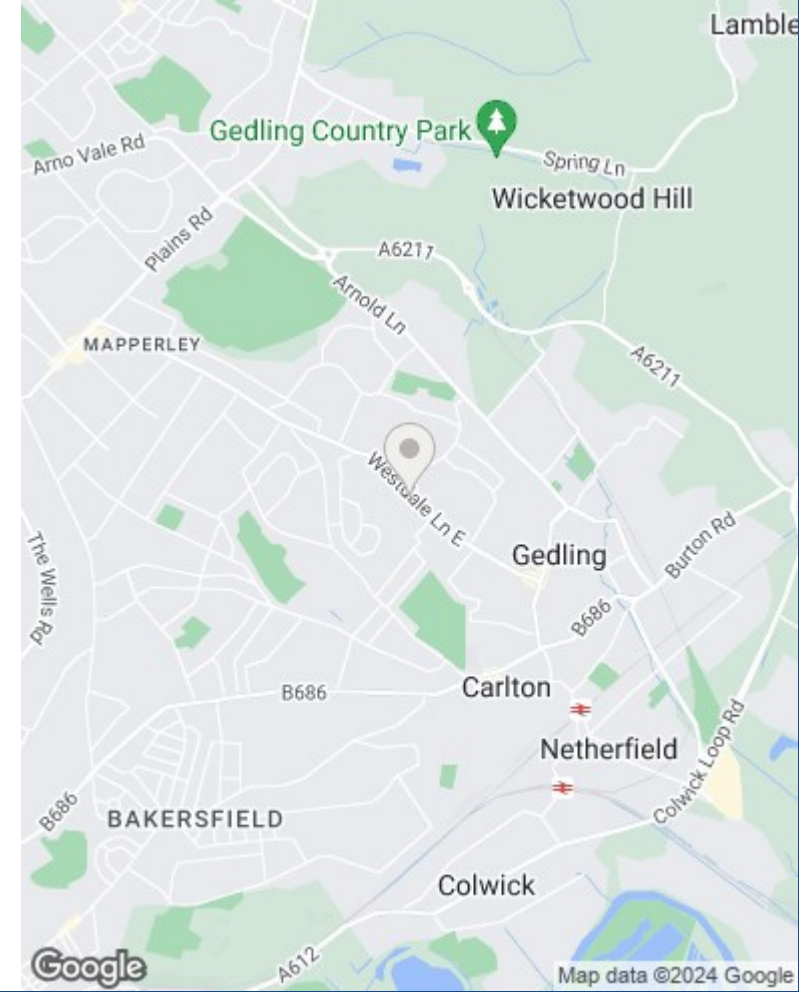 Lamble
Gedling Country Park
Arno Vale Rd
Spring Ln
Wicketwood Hill
Plains Rd
A6211
Arnold Ln
MAPPERLEY
A6211
Westdale Ln E
The Wells Rd
Burton Rd
Gedling
B686
Carlton
B686
Netherfield
Colwick Loop Rd
B686
BAKERSFIELD
Colwick
A612
Google
Map data ©2024 Google